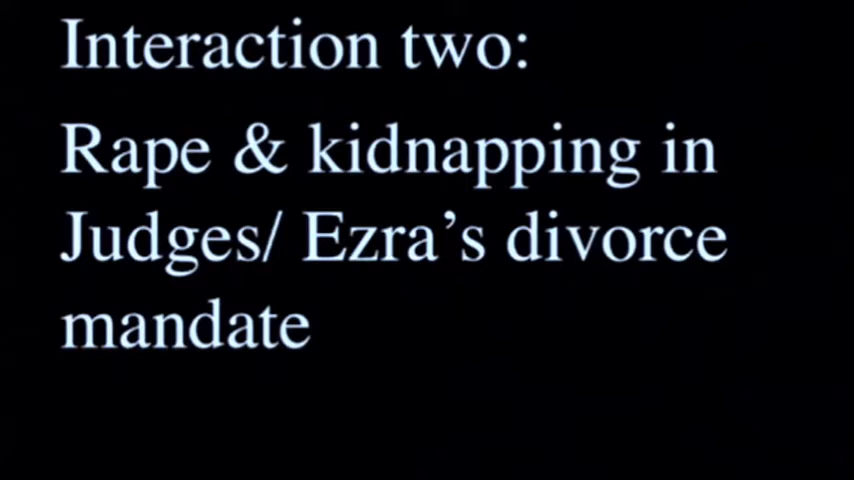 Interaction two:
Rape & kidnapping in
Judges/ Ezra’s divorce
mandate